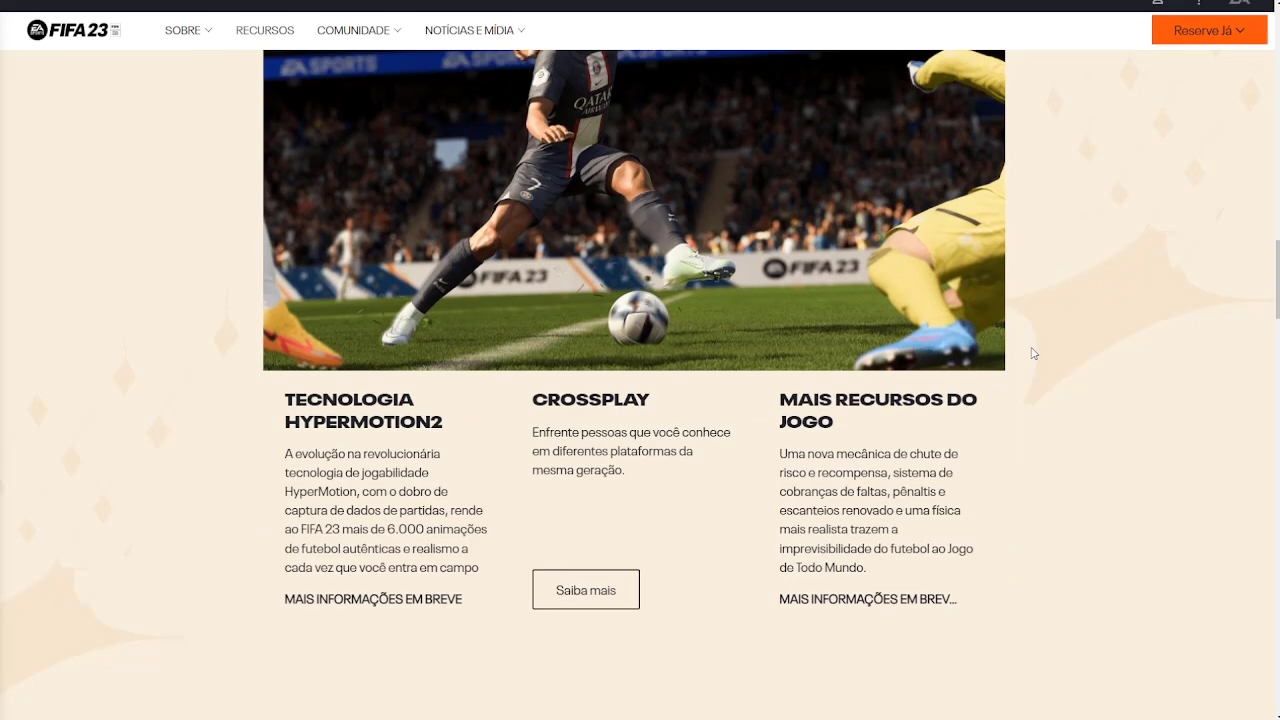 EA SPORTS FIFA 23
SOBRE
RECURSOS
COMUNIDADE
NOTÍCIAS E MÍDIA
Reserve Já
EA SPORTS
QATAR
AIRWAYS
7
FIFA 23
FIFA 23
TECNOLOGIA
HYPERMOTION2
A evolução na revolucionária
tecnologia de jogabilidade
HyperMotion, com o dobro de
captura de dados de partidas, rende
ao FIFA 23 mais de 6.000 animações
de futebol autênticas e realismo a
cada vez que você entra em campo
MAIS INFORMAÇÕES EM BREVE
CROSSPLAY
Enfrente pessoas que você conhece
em diferentes plataformas da
mesma geração.
Saiba mais
MAIS RECURSOS DO
JOGO
Uma nova mecânica de chute de
risco e recompensa, sistema de
cobranças de faltas, pênaltis e
escanteios renovado e uma física
mais realista trazem a
imprevisibilidade do futebol ao Jogo
de Todo Mundo.
MAIS INFORMAÇÕES EM BREV...